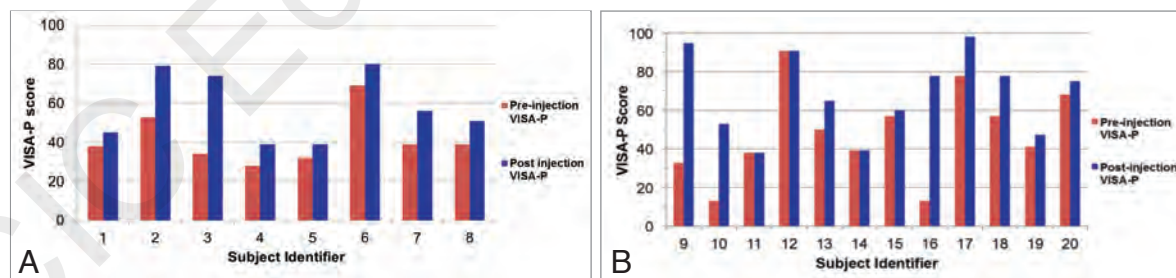 100
80
60
40
20
0
VISA-P score
1 2 3 4 5 6 7 8
Subject Identifier
Pre-injection
VISA-P
Post injection
VISA-P
A
100
80
60
40
20
0
VISA-P Score
9 10 11 12 13 14 15 16 17 18 19 20
Subject Identifier
Pre-injection
VISA-P
Post-injection
VISA-P
B